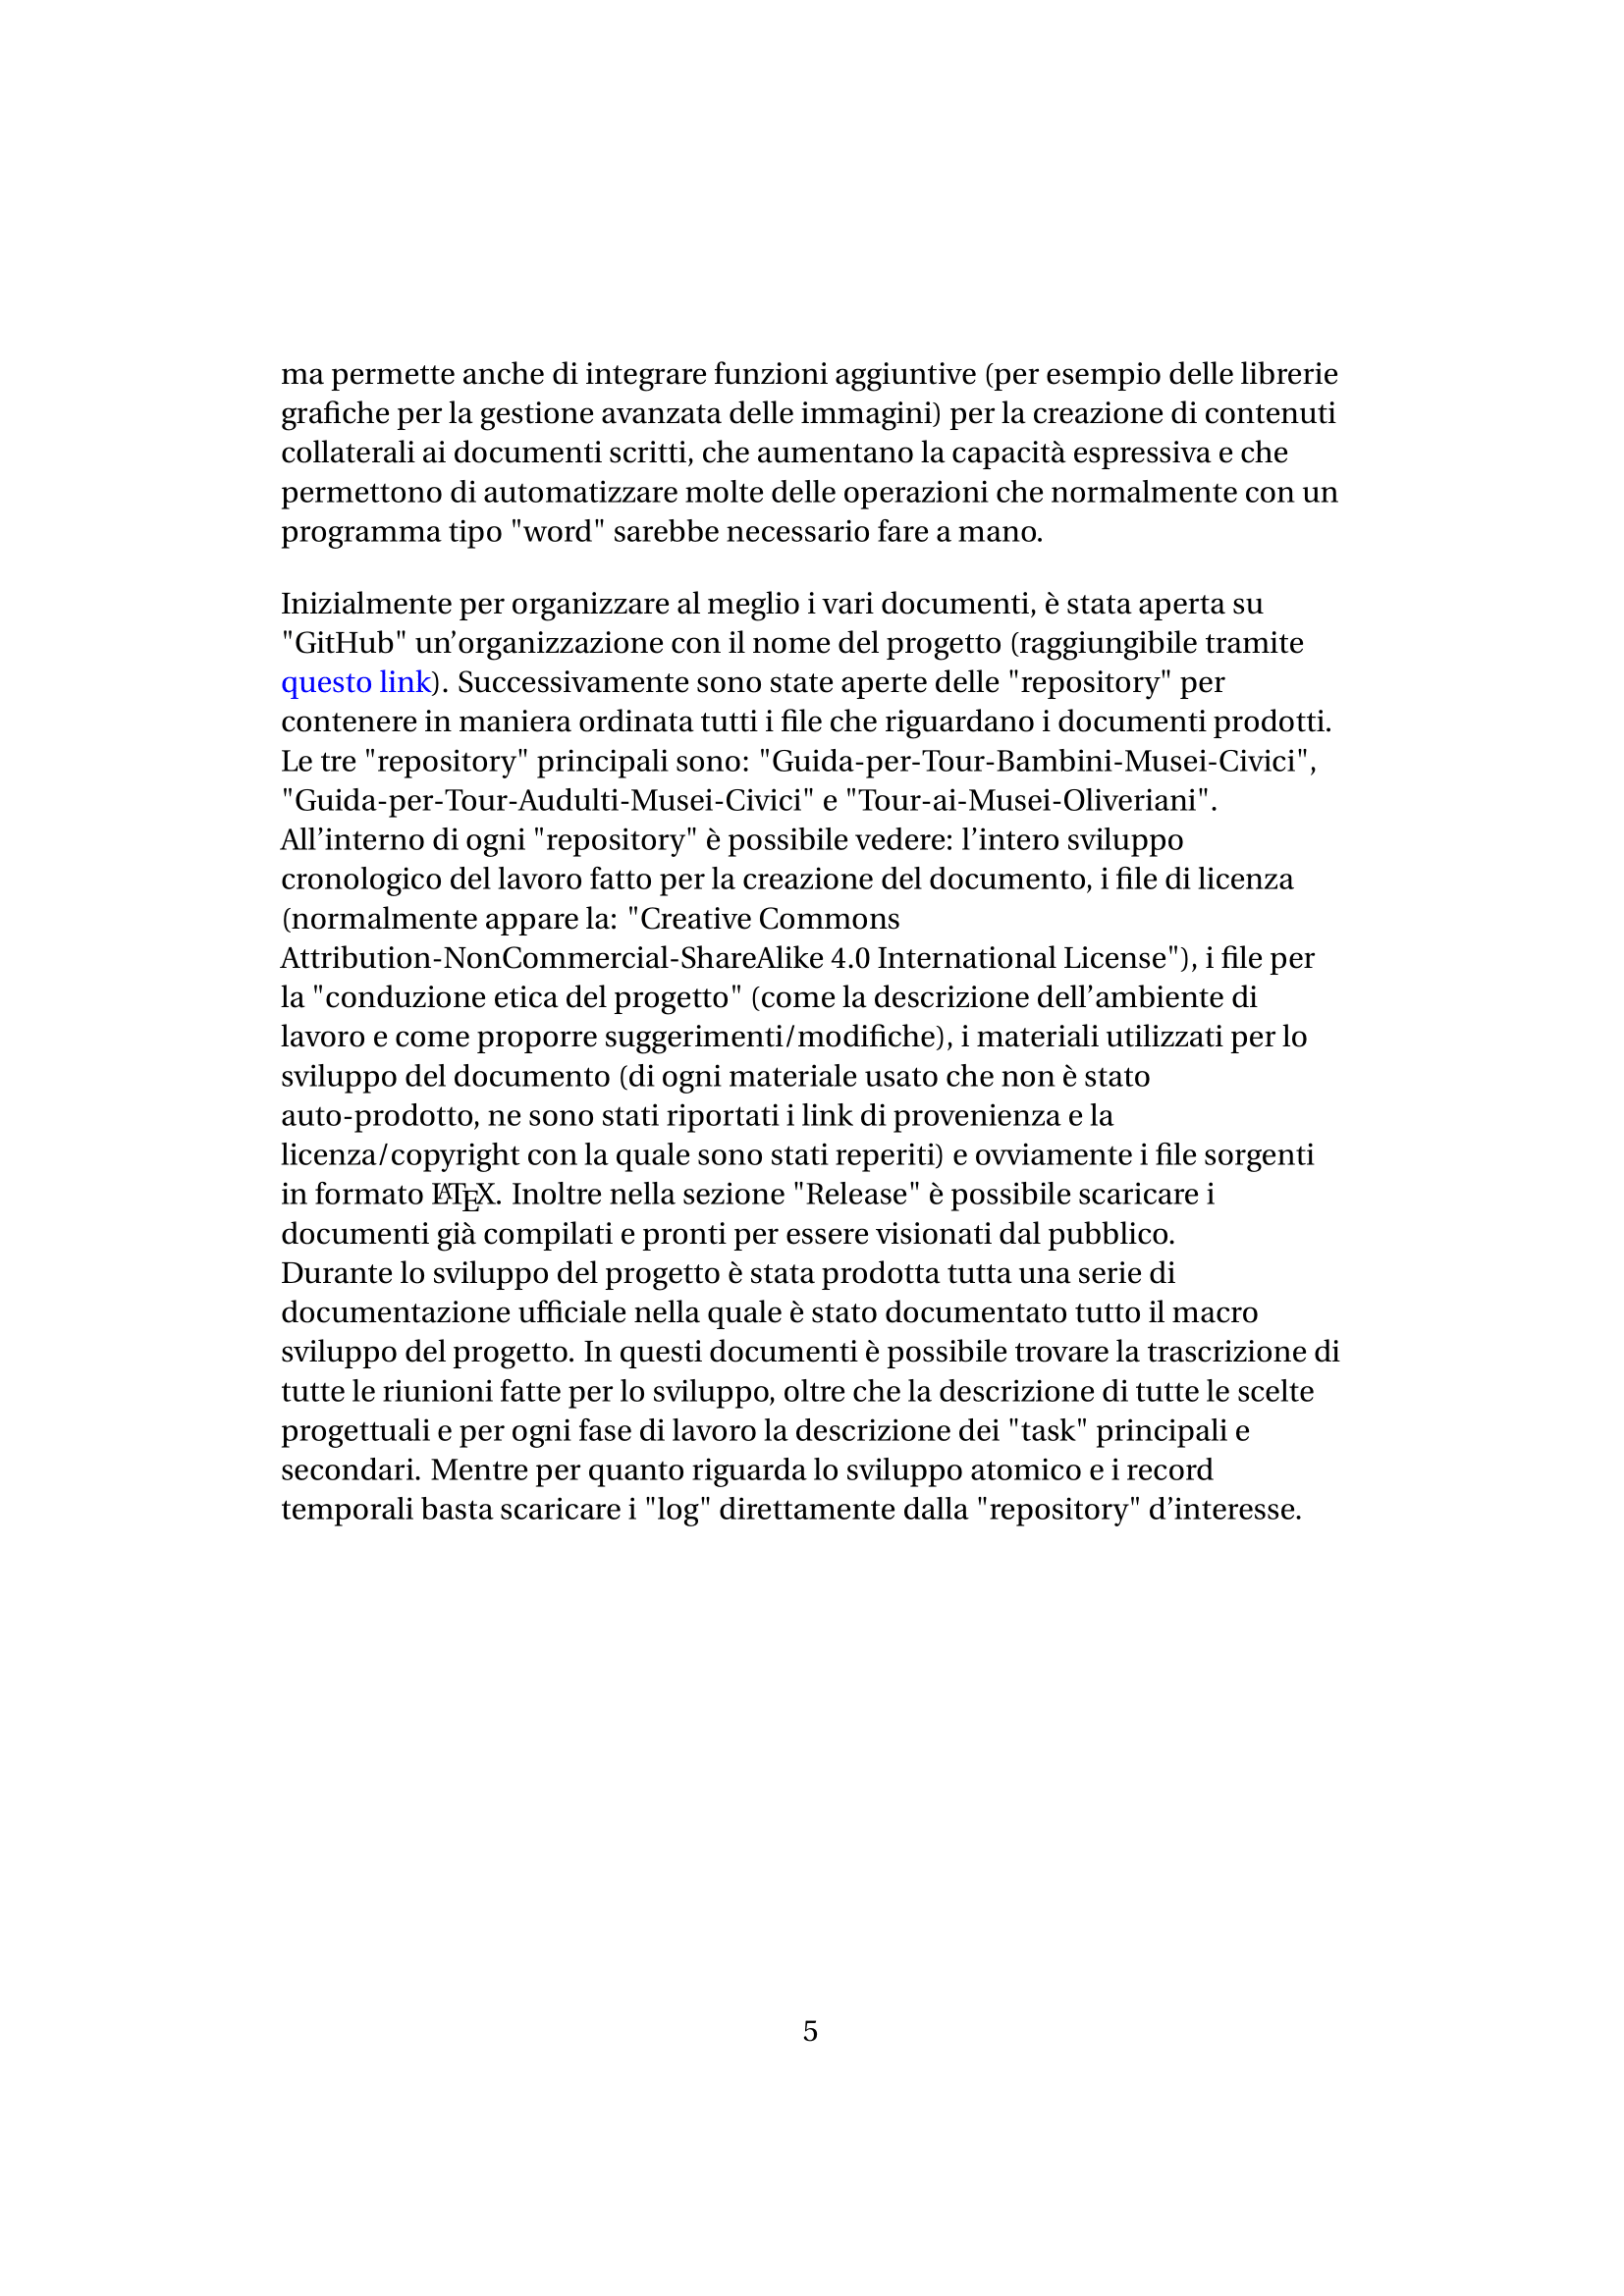 ma permette anche di integrare funzioni aggiuntive (per esempio delle librerie
grafiche per la gestione avanzata delle immagini) per la creazione di contenuti
collaterali ai documenti scritti, che aumentano la capacità espressiva e che
permettono di automatizzare molte delle operazioni che normalmente con un
programma tipo "word" sarebbe necessario fare a mano.
Inizialmente per organizzare al meglio i vari documenti, è stata aperta su
"GitHub" un'organizzazione con il nome del progetto (raggiungibile tramite
questo link). Successivamente sono state aperte delle "repository" per
contenere in maniera ordinata tutti i file che riguardano i documenti prodotti.
Le tre "repository" principali sono: "Guida-per-Tour-Bambini-Musei-Civici",
"Guida-per-Tour-Audulti-Musei-Civici" e "Tour-ai-Musei-Oliveriani".
All'interno di ogni "repository" è possibile vedere: l'intero sviluppo
cronologico del lavoro fatto per la creazione del documento, i file di licenza
(normalmente appare la: "Creative Commons
Attribution-NonCommercial-ShareAlike 4.0 International License"), i file per
la "conduzione etica del progetto" (come la descrizione dell'ambiente di
lavoro e come proporre suggerimenti/modifiche), i materiali utilizzati per lo
sviluppo del documento (di ogni materiale usato che non è stato
auto-prodotto, ne sono stati riportati i link di provenienza e la
licenza/copyright con la quale sono stati reperiti) e ovviamente i file sorgenti
in formato LATEX. Inoltre nella sezione "Release" è possibile scaricare i
documenti già compilati e pronti per essere visionati dal pubblico.
Durante lo sviluppo del progetto è stata prodotta tutta una serie di
documentazione ufficiale nella quale è stato documentato tutto il macro
sviluppo del progetto. In questi documenti è possibile trovare la trascrizione di
tutte le riunioni fatte per lo sviluppo, oltre che la descrizione di tutte le scelte
progettuali e per ogni fase di lavoro la descrizione dei "task" principali e
secondari. Mentre per quanto riguarda lo sviluppo atomico e i record
temporali basta scaricare i "log" direttamente dalla "repository" d'interesse.
5